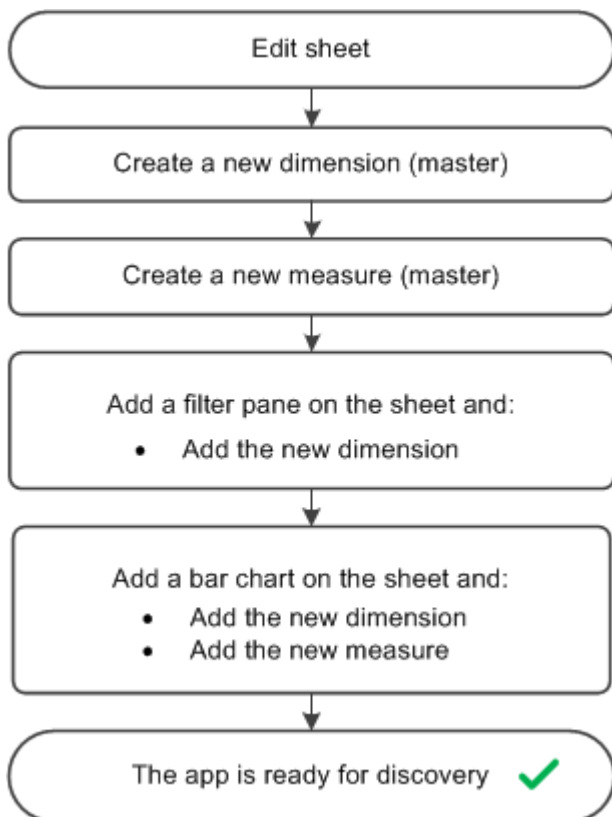 Edit sheet
Create a new dimension (master)
Create a new measure (master)
Add a filter pane on the sheet and:
• Add the new dimension
Add a bar chart on the sheet and:
• Add the new dimension
• Add the new measure
The app is ready for discovery